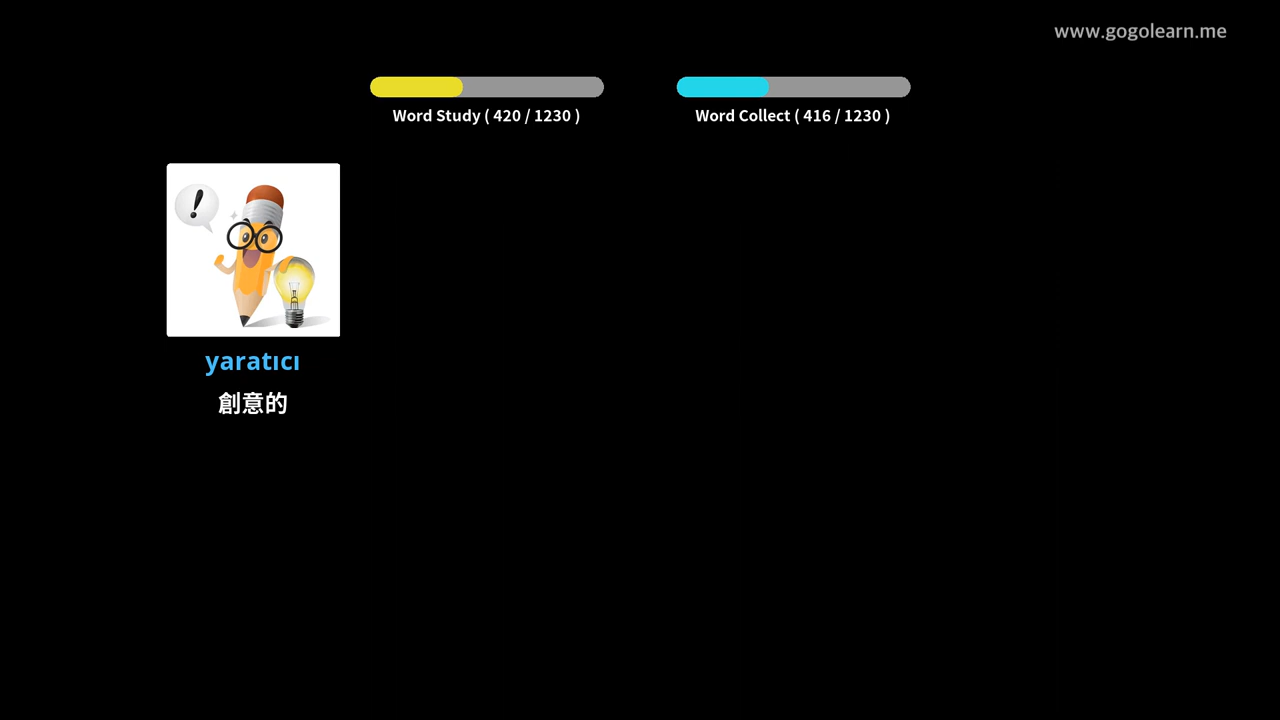 www.gogolearn.me
Word Study ( 420 / 1230 )
Word Collect ( 416 / 1230 )
!
yaratıcı
創意的